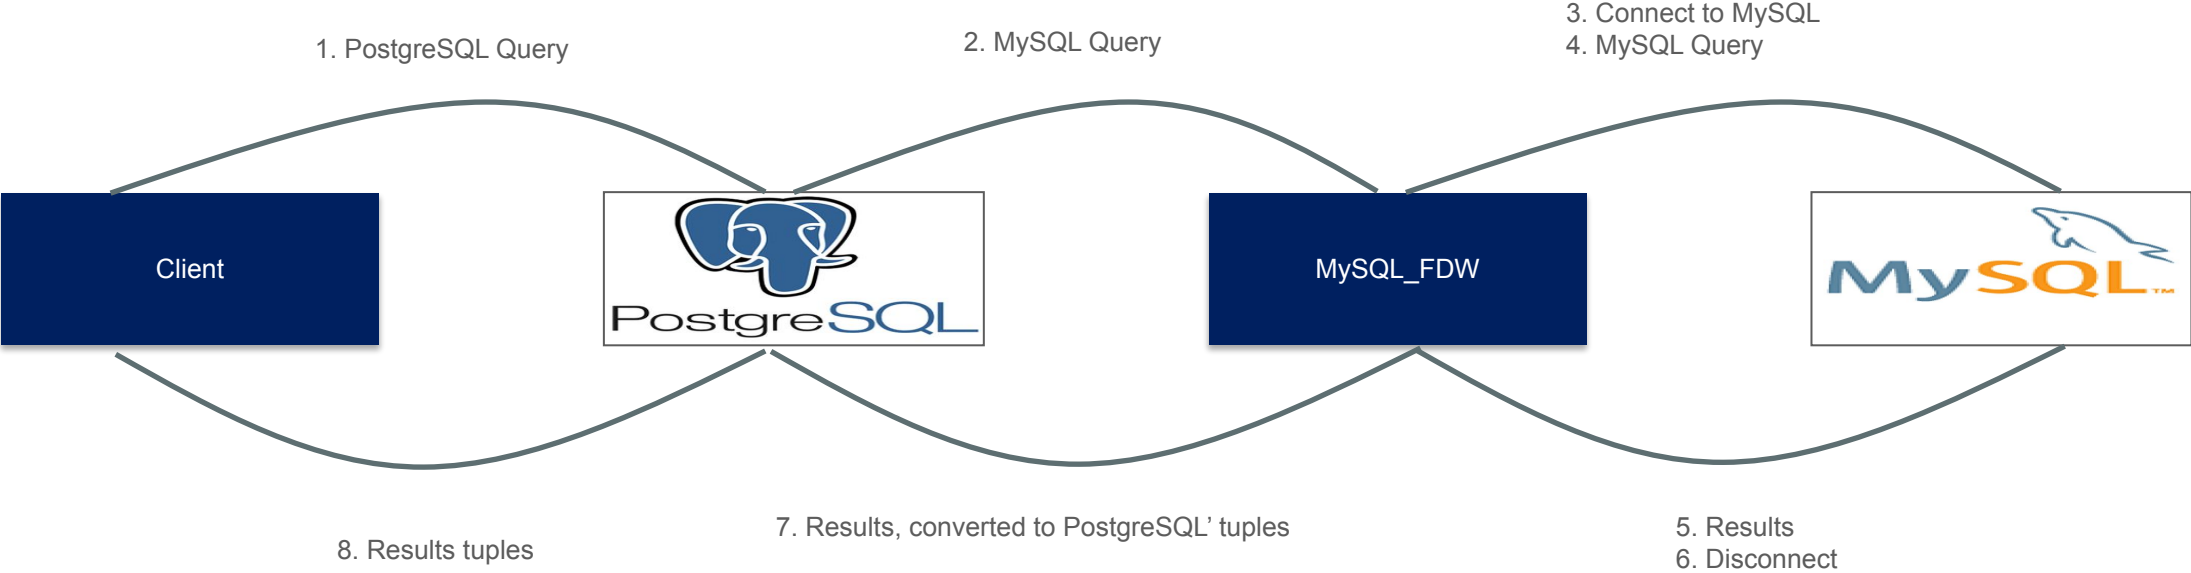 3. Connect to MySQL
1. PostgreSQL Query
2. MySQL Query
4. MySQL Query
Client
PostgreSQL
MySQL_FDW
MySQL™
8. Results tuples
7. Results, converted to PostgreSQL’ tuples
5. Results
6. Disconnect